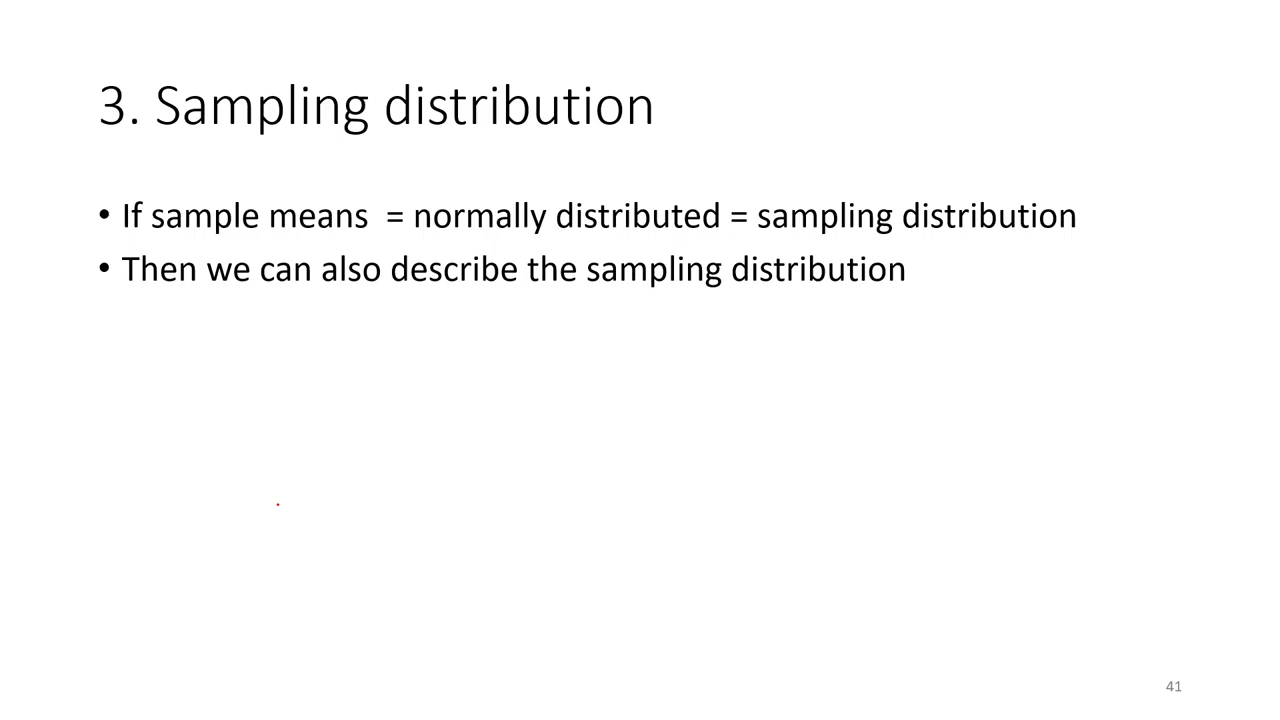 3. Sampling distribution
• If sample means  = normally distributed = sampling distribution
• Then we can also describe the sampling distribution
41